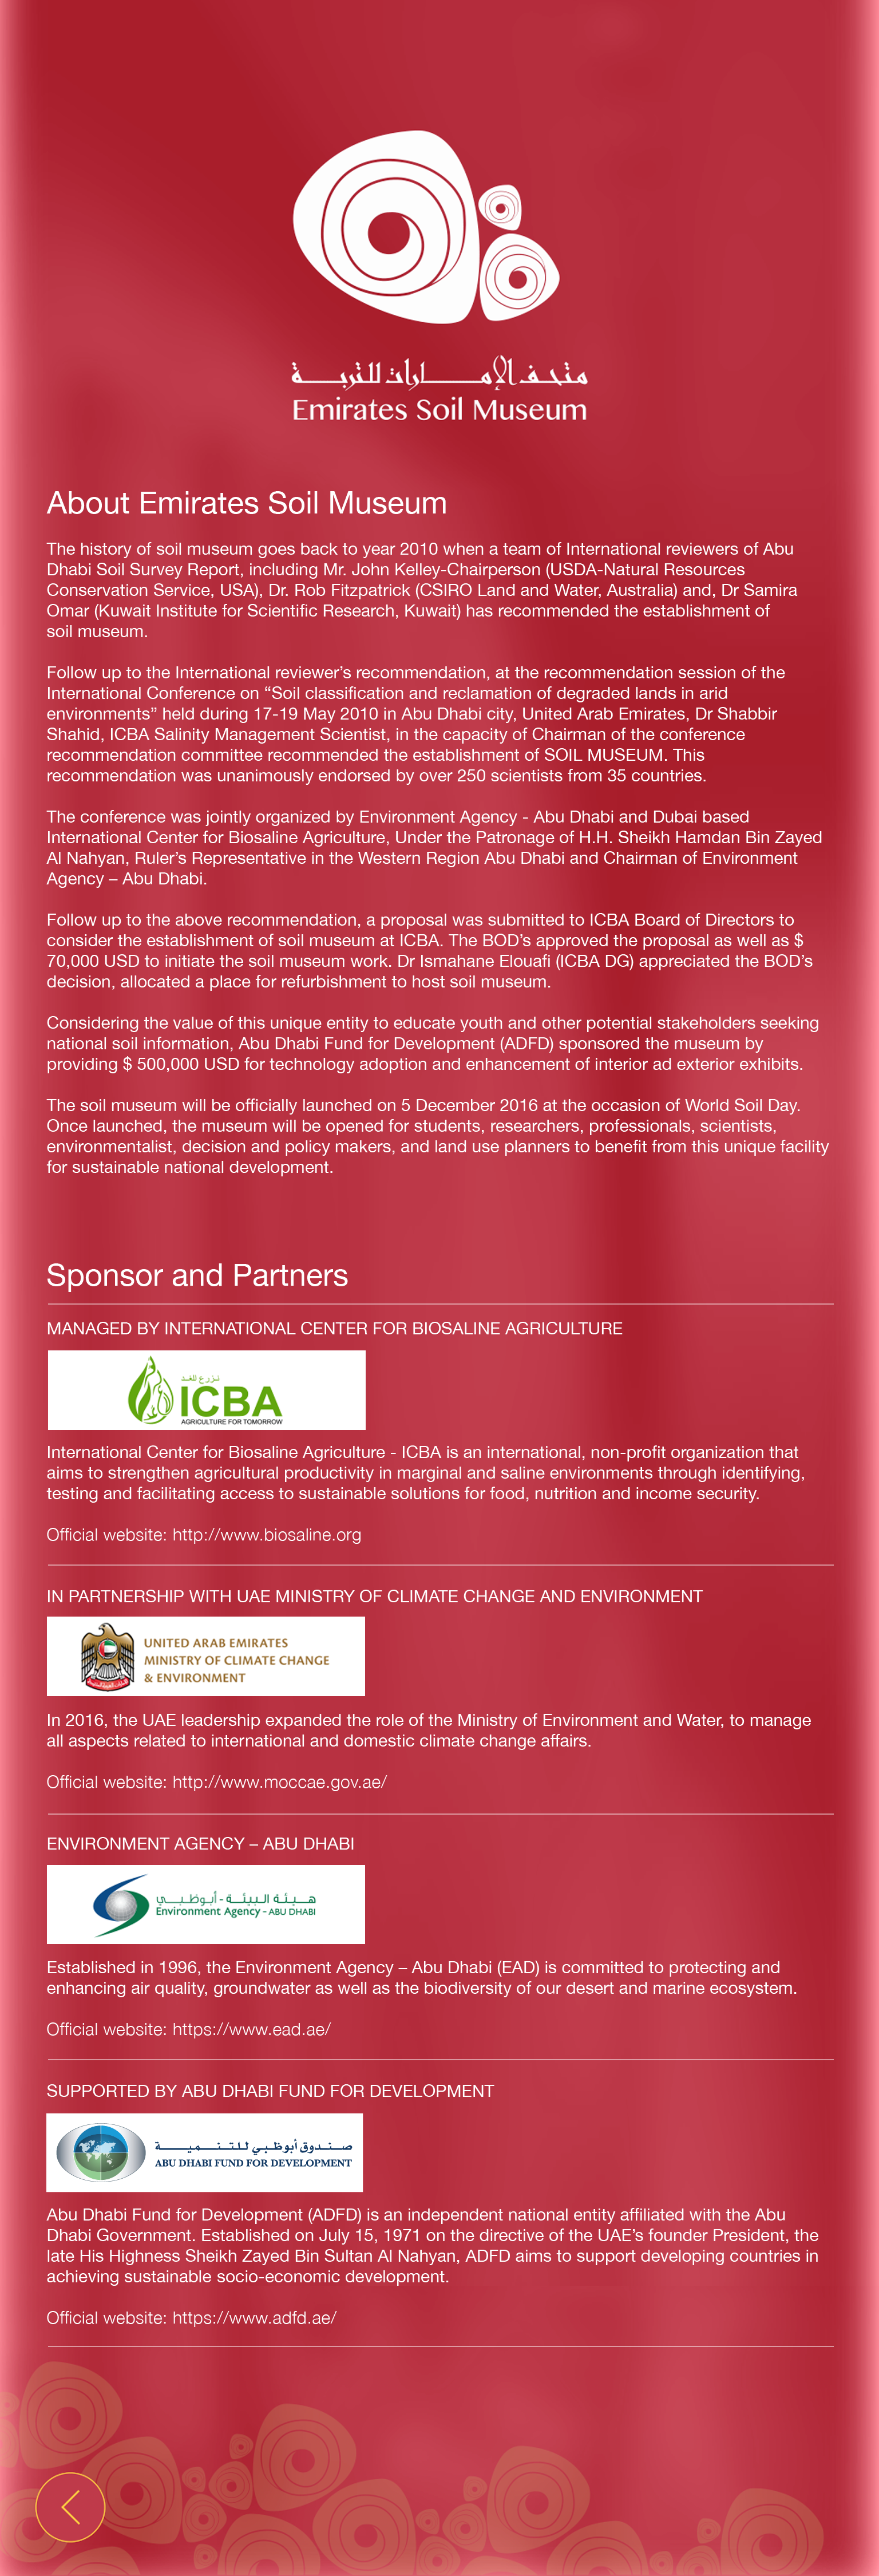 متحف الإمارات للتربة
Emirates Soil Museum
About Emirates Soil Museum
The history of soil museum goes back to year 2010 when a team of International reviewers of Abu
Dhabi Soil Survey Report, including Mr. John Kelley-Chairperson (USDA-Natural Resources
Conservation Service, USA), Dr. Rob Fitzpatrick (CSIRO Land and Water, Australia) and, Dr Samira
Omar (Kuwait Institute for Scientific Research, Kuwait) has recommended the establishment of
soil museum.
Follow up to the International reviewer’s recommendation, at the recommendation session of the
International Conference on “Soil classification and reclamation of degraded lands in arid
environments” held during 17-19 May 2010 in Abu Dhabi city, United Arab Emirates, Dr Shabbir
Shahid, ICBA Salinity Management Scientist, in the capacity of Chairman of the conference
recommendation committee recommended the establishment of SOIL MUSEUM. This
recommendation was unanimously endorsed by over 250 scientists from 35 countries.
The conference was jointly organized by Environment Agency - Abu Dhabi and Dubai based
International Center for Biosaline Agriculture, Under the Patronage of H.H. Sheikh Hamdan Bin Zayed
Al Nahyan, Ruler’s Representative in the Western Region Abu Dhabi and Chairman of Environment
Agency – Abu Dhabi.
Follow up to the above recommendation, a proposal was submitted to ICBA Board of Directors to
consider the establishment of soil museum at ICBA. The BOD’s approved the proposal as well as $
70,000 USD to initiate the soil museum work. Dr Ismahane Elouafi (ICBA DG) appreciated the BOD’s
decision, allocated a place for refurbishment to host soil museum.
Considering the value of this unique entity to educate youth and other potential stakeholders seeking
national soil information, Abu Dhabi Fund for Development (ADFD) sponsored the museum by
providing $ 500,000 USD for technology adoption and enhancement of interior ad exterior exhibits.
The soil museum will be officially launched on 5 December 2016 at the occasion of World Soil Day.
Once launched, the museum will be opened for students, researchers, professionals, scientists,
environmentalist, decision and policy makers, and land use planners to benefit from this unique facility
for sustainable national development.
Sponsor and Partners
MANAGED BY INTERNATIONAL CENTER FOR BIOSALINE AGRICULTURE
نزرع للغد
ICBA
AGRICULTURE FOR TOMORROW
International Center for Biosaline Agriculture - ICBA is an international, non-profit organization that
aims to strengthen agricultural productivity in marginal and saline environments through identifying,
testing and facilitating access to sustainable solutions for food, nutrition and income security.
Official website: http://www.biosaline.org
IN PARTNERSHIP WITH UAE MINISTRY OF CLIMATE CHANGE AND ENVIRONMENT
UNITED ARAB EMIRATES
MINISTRY OF CLIMATE CHANGE
& ENVIRONMENT
In 2016, the UAE leadership expanded the role of the Ministry of Environment and Water, to manage
all aspects related to international and domestic climate change affairs.
Official website: http://www.moccae.gov.ae/
ENVIRONMENT AGENCY – ABU DHABI
هيئة البيئة - أبوظبي
Environment Agency - ABU DHABI
Established in 1996, the Environment Agency – Abu Dhabi (EAD) is committed to protecting and
enhancing air quality, groundwater as well as the biodiversity of our desert and marine ecosystem.
Official website: https://www.ead.ae/
SUPPORTED BY ABU DHABI FUND FOR DEVELOPMENT
صندوق أبوظبي للتنمية
ABU DHABI FUND FOR DEVELOPMENT
Abu Dhabi Fund for Development (ADFD) is an independent national entity affiliated with the Abu
Dhabi Government. Established on July 15, 1971 on the directive of the UAE’s founder President, the
late His Highness Sheikh Zayed Bin Sultan Al Nahyan, ADFD aims to support developing countries in
achieving sustainable socio-economic development.
Official website: https://www.adfd.ae/